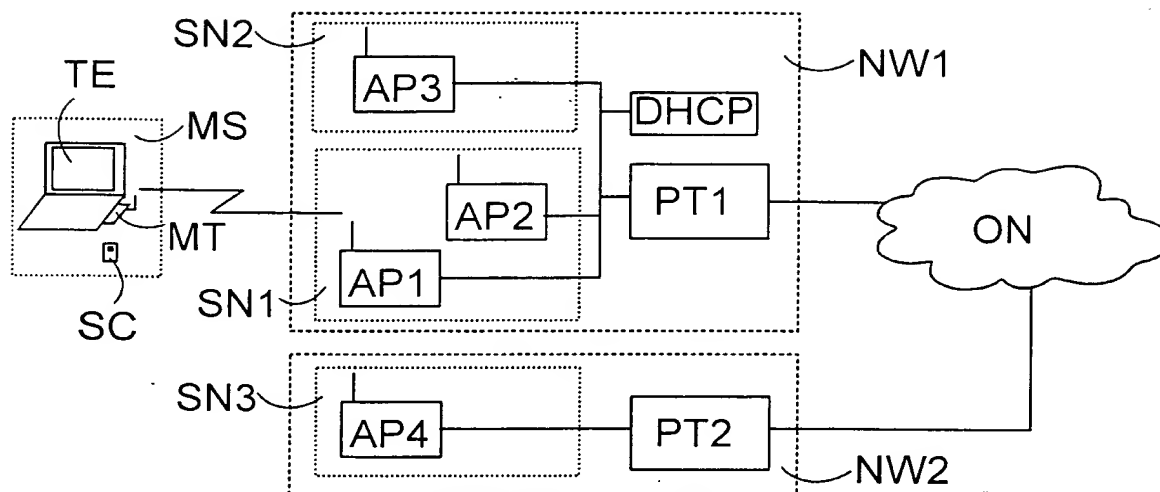 SN2
TE
AP3
NW1
DHCP
MS
AP2
PT1
ON
MT
AP1
SN1
SC
SN3
AP4
PT2
NW2